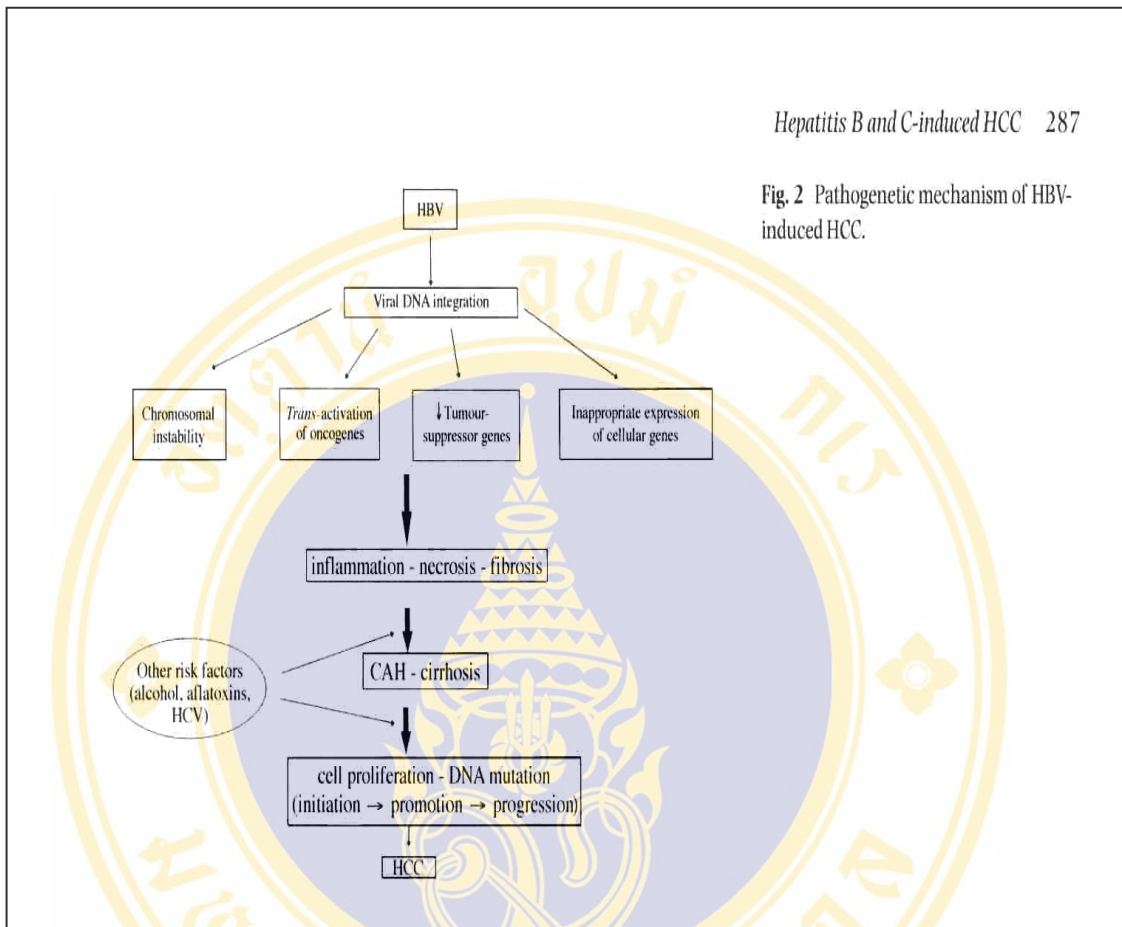 Hepatitis B and C-induced HCC 287
Fig. 2 Pathogenetic mechanism of HBV-
induced HCC.
HBV
Viral DNA integration
Chromosomal
instability
Trans-activation
of oncogenes
↓Tumour-
suppressor genes
Inappropriate expression
of cellular genes
inflammation - necrosis - fibrosis
Other risk factors
(alcohol, aflatoxins,
HCV)
CAH - cirrhosis
cell proliferation - DNA mutation
(initiation → promotion → progression)
HCC